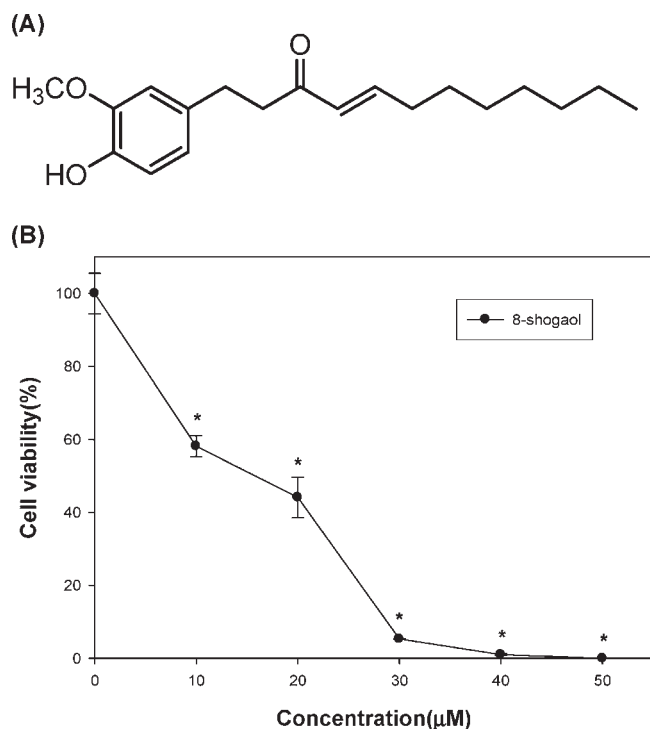 (A)
O
H₃CO
HO
(B)
100
80
60
40
20
0
Cell viability(%)
8-shogaol
*
*
*
*
*
0 10 20 30 40 50
Concentration(μM)